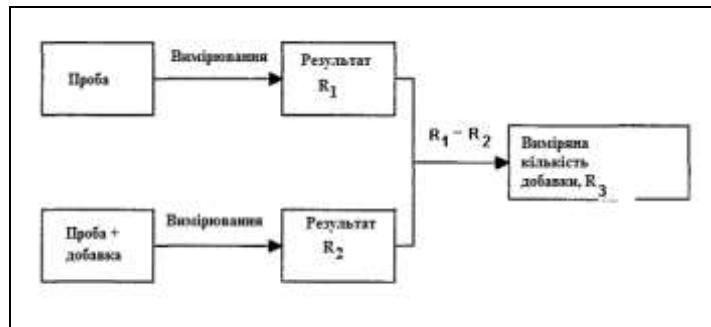 Проба
Вимірювання
Результат
R1
R1 – R2
Виміряна
кількість
добавки, R3
Проба +
добавка
Вимірювання
Результат
R2